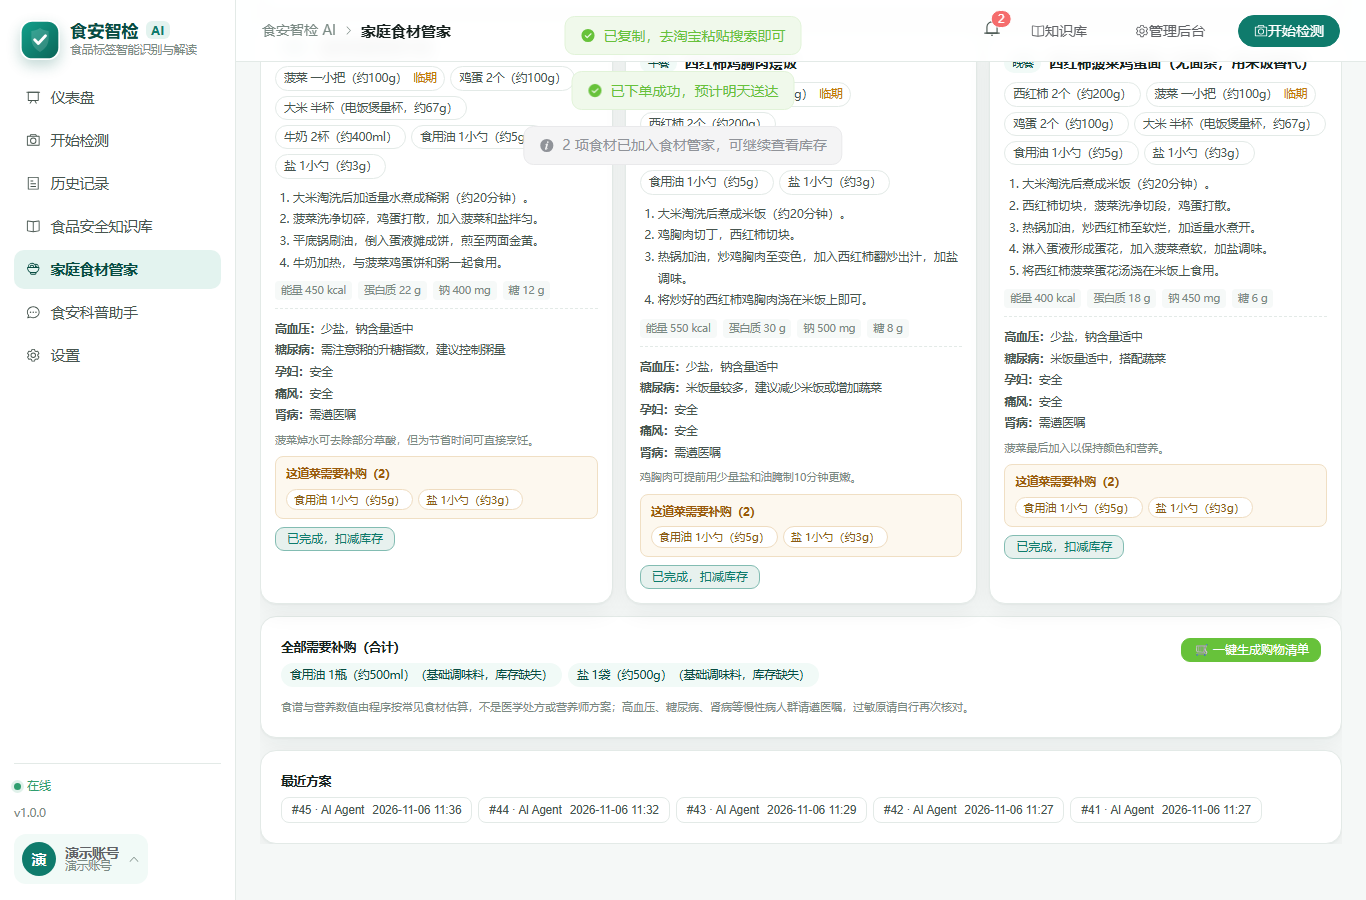 食安智检 AI
食品标签智能识别与解读
仪表盘
开始检测
历史记录
食品安全知识库
家庭食材管家
食安科普助手
设置
在线
v1.0.0
演
演示账号
演示账号
食安智检 AI > 家庭食材管家
2
知识库
管理后台
开始检测
已复制，去淘宝粘贴搜索即可
已下单成功，预计明天送达
2 项食材已加入食材管家，可继续查看库存
菠菜 一小把（约100g） 临期
鸡蛋 2个（约100g）
大米 半杯（电饭煲量杯，约67g）
牛奶 2杯（约400ml）
食用油 1小勺（约5g
盐 1小勺（约3g）
1. 大米淘洗后加适量水煮成稀粥（约20分钟）。
2. 菠菜洗净切碎，鸡蛋打散，加入菠菜和盐拌匀。
3. 平底锅刷油，倒入蛋液摊成饼，煎至两面金黄。
4. 牛奶加热，与菠菜鸡蛋饼和粥一起食用。
能量 450 kcal
蛋白质 22 g
钠 400 mg
糖 12 g
高血压：少盐，钠含量适中
糖尿病：需注意粥的升糖指数，建议控制粥量
孕妇：安全
痛风：安全
肾病：需遵医嘱
菠菜焯水可去除部分草酸，但为节省时间可直接烹饪。
这道菜需要补购（2）
食用油 1小勺（约5g）
盐 1小勺（约3g）
已完成，扣减库存
午餐 西红柿鸡胸肉烩饭
g） 临期
西红柿 2个（约200g）
食用油 1小勺（约5g）
盐 1小勺（约3g）
1. 大米淘洗后煮成米饭（约20分钟）。
2. 鸡胸肉切丁，西红柿切块。
3. 热锅加油，炒鸡胸肉至变色，加入西红柿翻炒出汁，加盐
调味。
4. 将炒好的西红柿鸡胸肉浇在米饭上即可。
能量 550 kcal
蛋白质 30 g
钠 500 mg
糖 8 g
高血压：少盐，钠含量适中
糖尿病：米饭量较多，建议减少米饭或增加蔬菜
孕妇：安全
痛风：安全
肾病：需遵医嘱
鸡胸肉可提前用少量盐和油腌制10分钟更嫩。
这道菜需要补购（2）
食用油 1小勺（约5g）
盐 1小勺（约3g）
已完成，扣减库存
晚餐 西红柿菠菜鸡蛋面（无面条，用米饭替代）
西红柿 2个（约200g）
菠菜 一小把（约100g） 临期
鸡蛋 2个（约100g）
大米 半杯（电饭煲量杯，约67g）
食用油 1小勺（约5g）
盐 1小勺（约3g）
1. 大米淘洗后煮成米饭（约20分钟）。
2. 西红柿切块，菠菜洗净切段，鸡蛋打散。
3. 热锅加油，炒西红柿至软烂，加适量水煮开。
4. 淋入蛋液形成蛋花，加入菠菜煮软，加盐调味。
5. 将西红柿菠菜蛋花汤浇在米饭上食用。
能量 400 kcal
蛋白质 18 g
钠 450 mg
糖 6 g
高血压：少盐，钠含量适中
糖尿病：米饭量适中，搭配蔬菜
孕妇：安全
痛风：安全
肾病：需遵医嘱
菠菜最后加入以保持颜色和营养。
这道菜需要补购（2）
食用油 1小勺（约5g）
盐 1小勺（约3g）
已完成，扣减库存
全部需要补购（合计）
一键生成购物清单
食用油 1瓶（约500ml）（基础调味料，库存缺失）
盐 1袋（约500g）（基础调味料，库存缺失）
食谱与营养数值由程序按常见食材估算，不是医学处方或营养师方案；高血压、糖尿病、肾病等慢性病人群请遵医嘱，过敏原请自行再次核对。
最近方案
#45 · AI Agent 2026-11-06 11:36
#44 · AI Agent 2026-11-06 11:32
#43 · AI Agent 2026-11-06 11:29
#42 · AI Agent 2026-11-06 11:27
#41 · AI Agent 2026-11-06 11:27